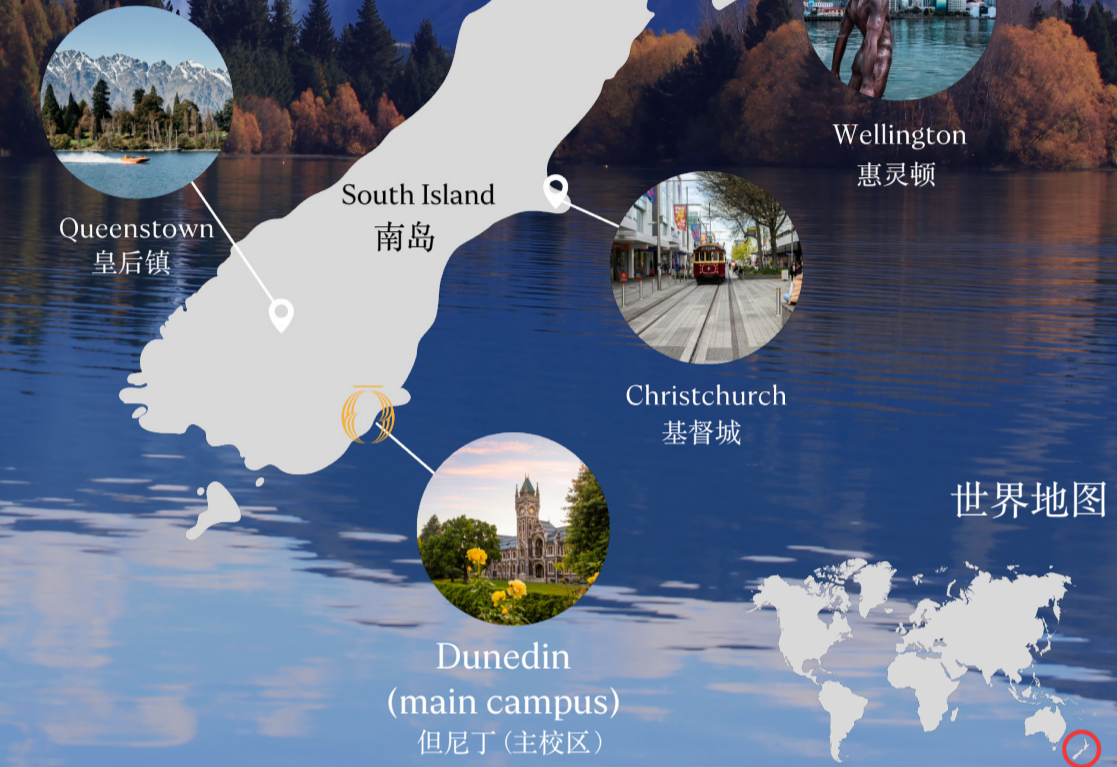 Wellington
惠灵顿
South Island
南岛
Queenstown
皇后镇
Christchurch
基督城
世界地图
Dunedin
(main campus)
但尼丁（主校区）